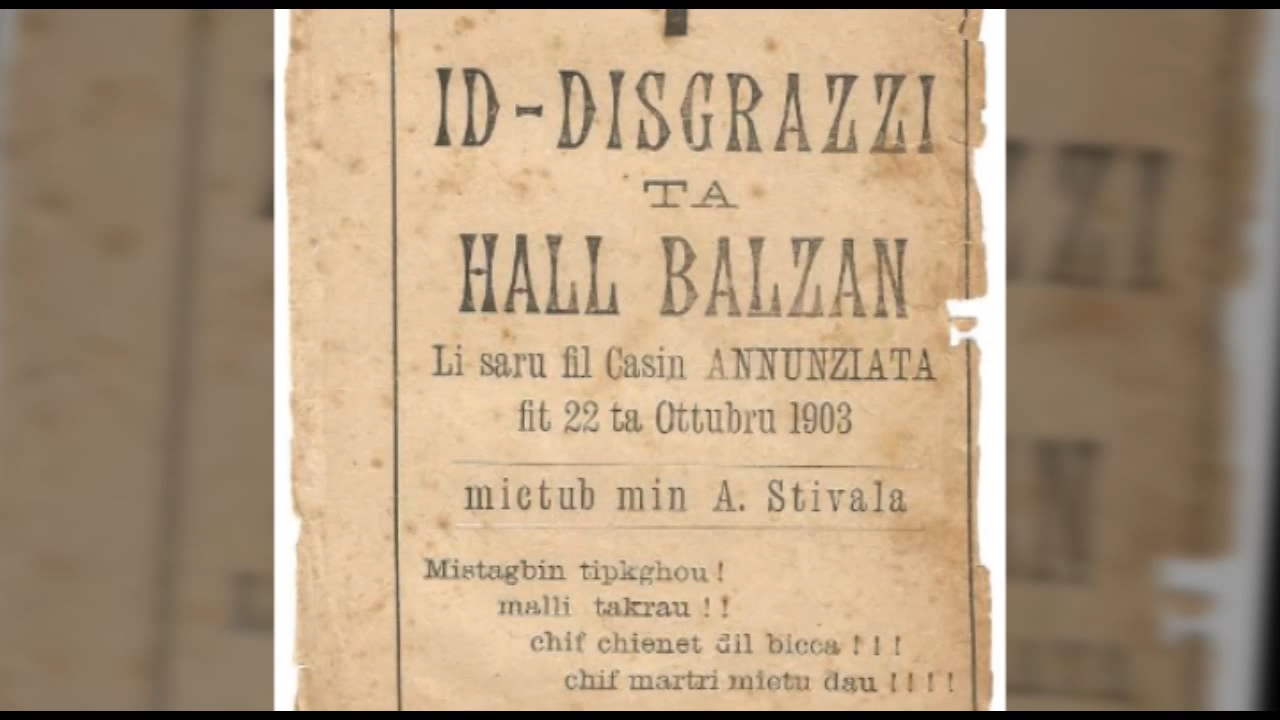 ID-DISGRAZZI
TA
HALL BALZAN
Li saru fil Casin ANNUNZIATA
fit 22 ta Ottubru 1903
mictub min A. Stivala
Mistagbin tipkghou!
malli takrau !!
chif chienet dil bicca !!!
chif martri mietu dau !!!!